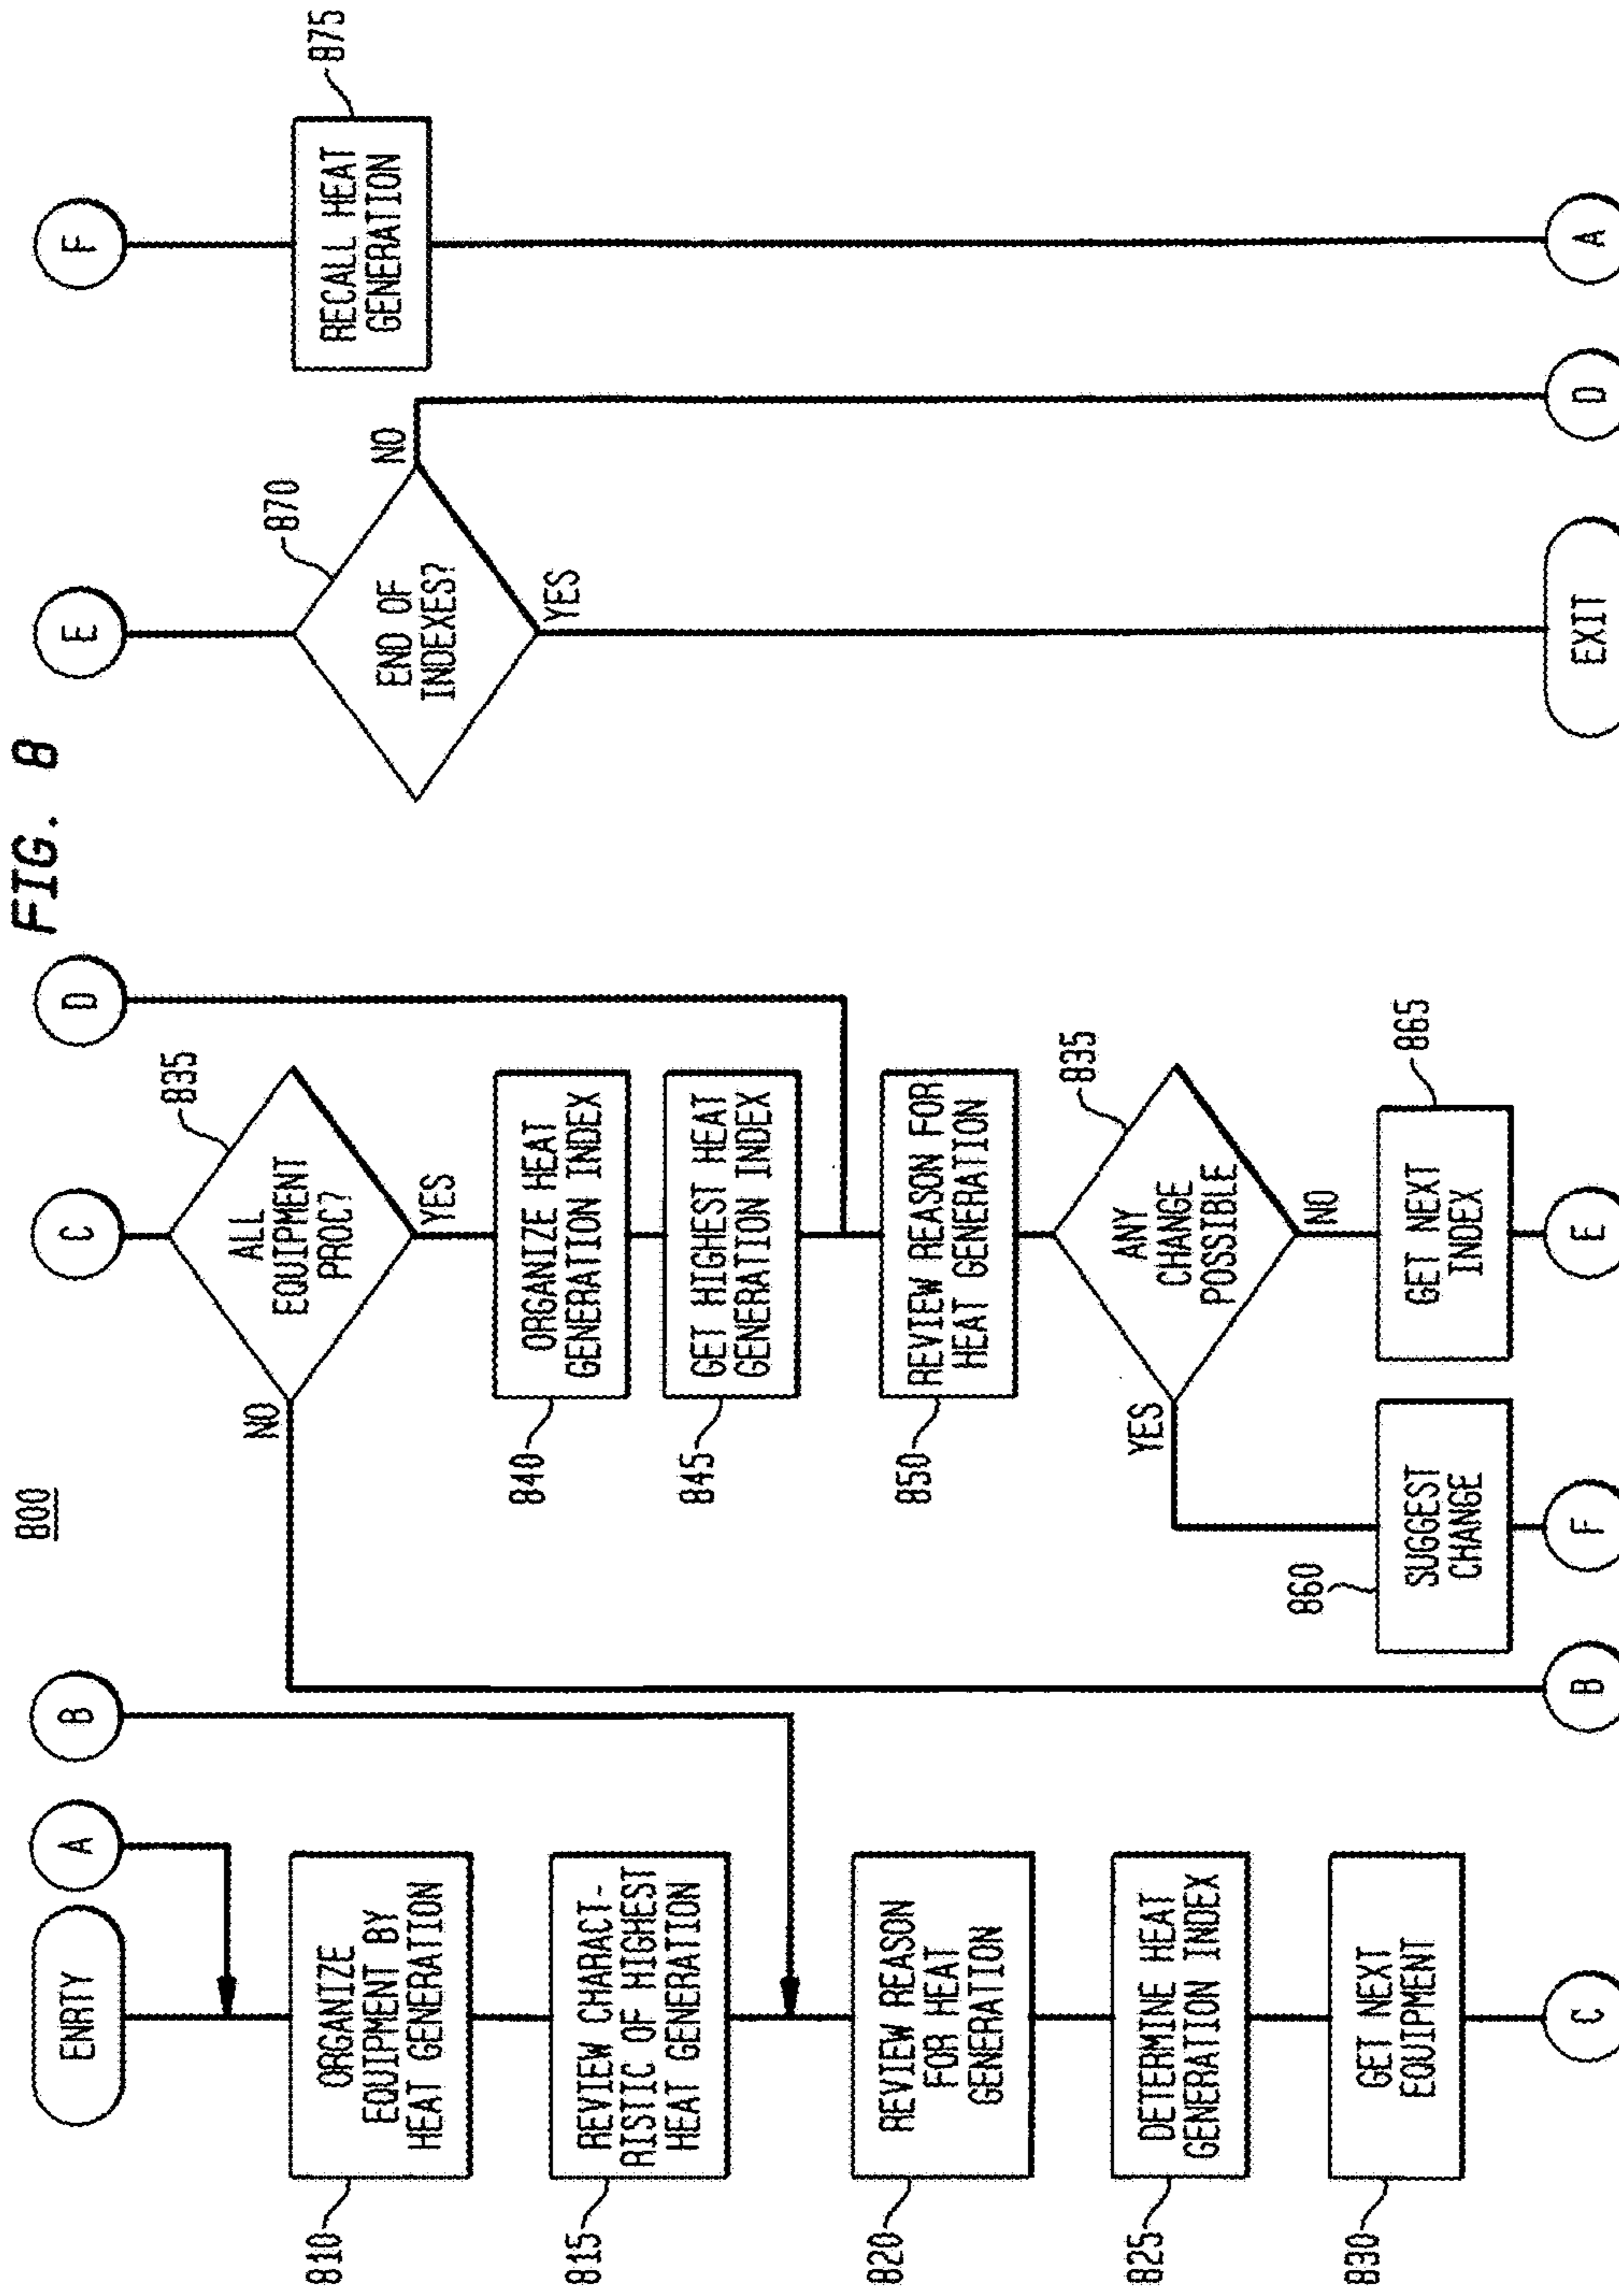 FIG. 8
800
ENRTY
A
B
810
ORGANIZE
EQUIPMENT BY
HEAT GENERATION
815
REVIEW CHARACT-
RISTIC OF HIGHEST
HEAT GENERATION
820
REVIEW REASON
FOR HEAT
GENERATION
825
DETERMINE HEAT
GENERATION INDEX
830
GET NEXT
EQUIPMENT
C
C
D
835
ALL
EQUIPMENT
PROC?
NO
YES
840
ORGANIZE HEAT
GENERATION INDEX
845
GET HIGHEST HEAT
GENERATION INDEX
850
REVIEW REASON FOR
HEAT GENERATION
835
ANY
CHANGE
POSSIBLE
YES
NO
860
SUGGEST
CHANGE
865
GET NEXT
INDEX
B
F
E
E
870
END OF
INDEXES?
NO
YES
EXIT
D
F
875
RECALL HEAT
GENERATION
A